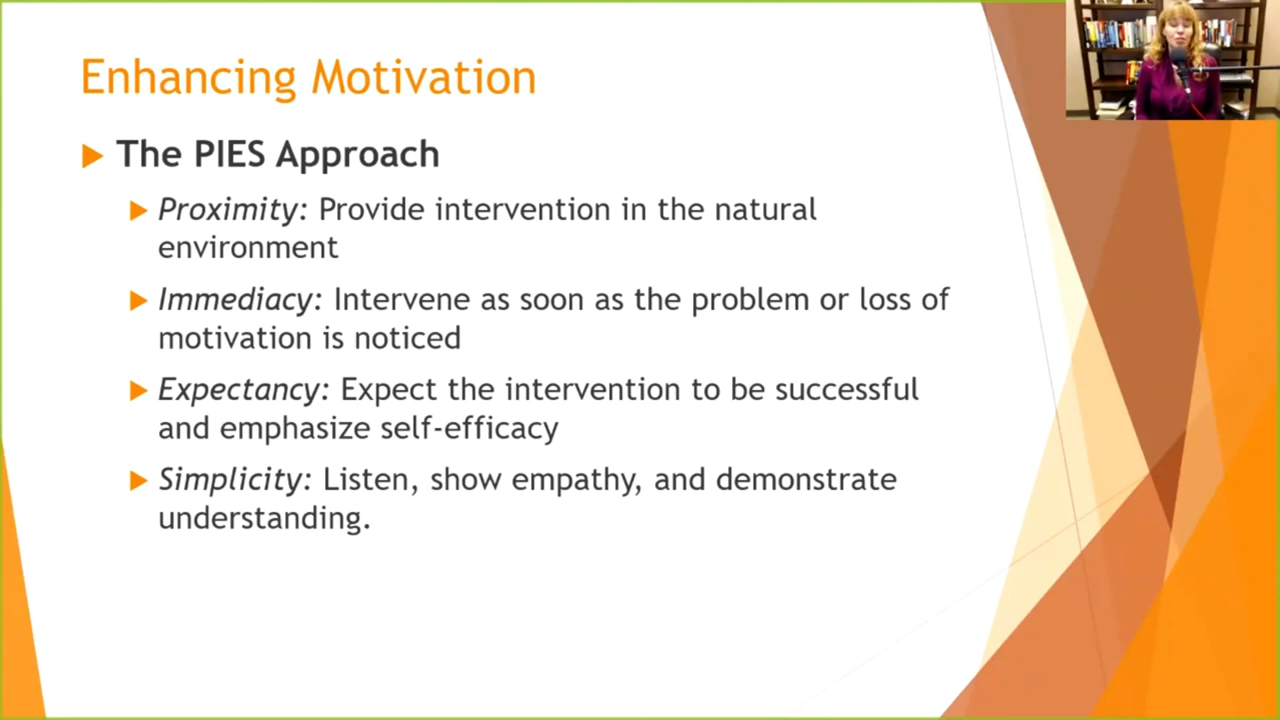 Enhancing Motivation
The PIES Approach
Proximity: Provide intervention in the natural
environment
Immediacy: Intervene as soon as the problem or loss of
motivation is noticed
Expectancy: Expect the intervention to be successful
and emphasize self-efficacy
Simplicity: Listen, show empathy, and demonstrate
understanding.